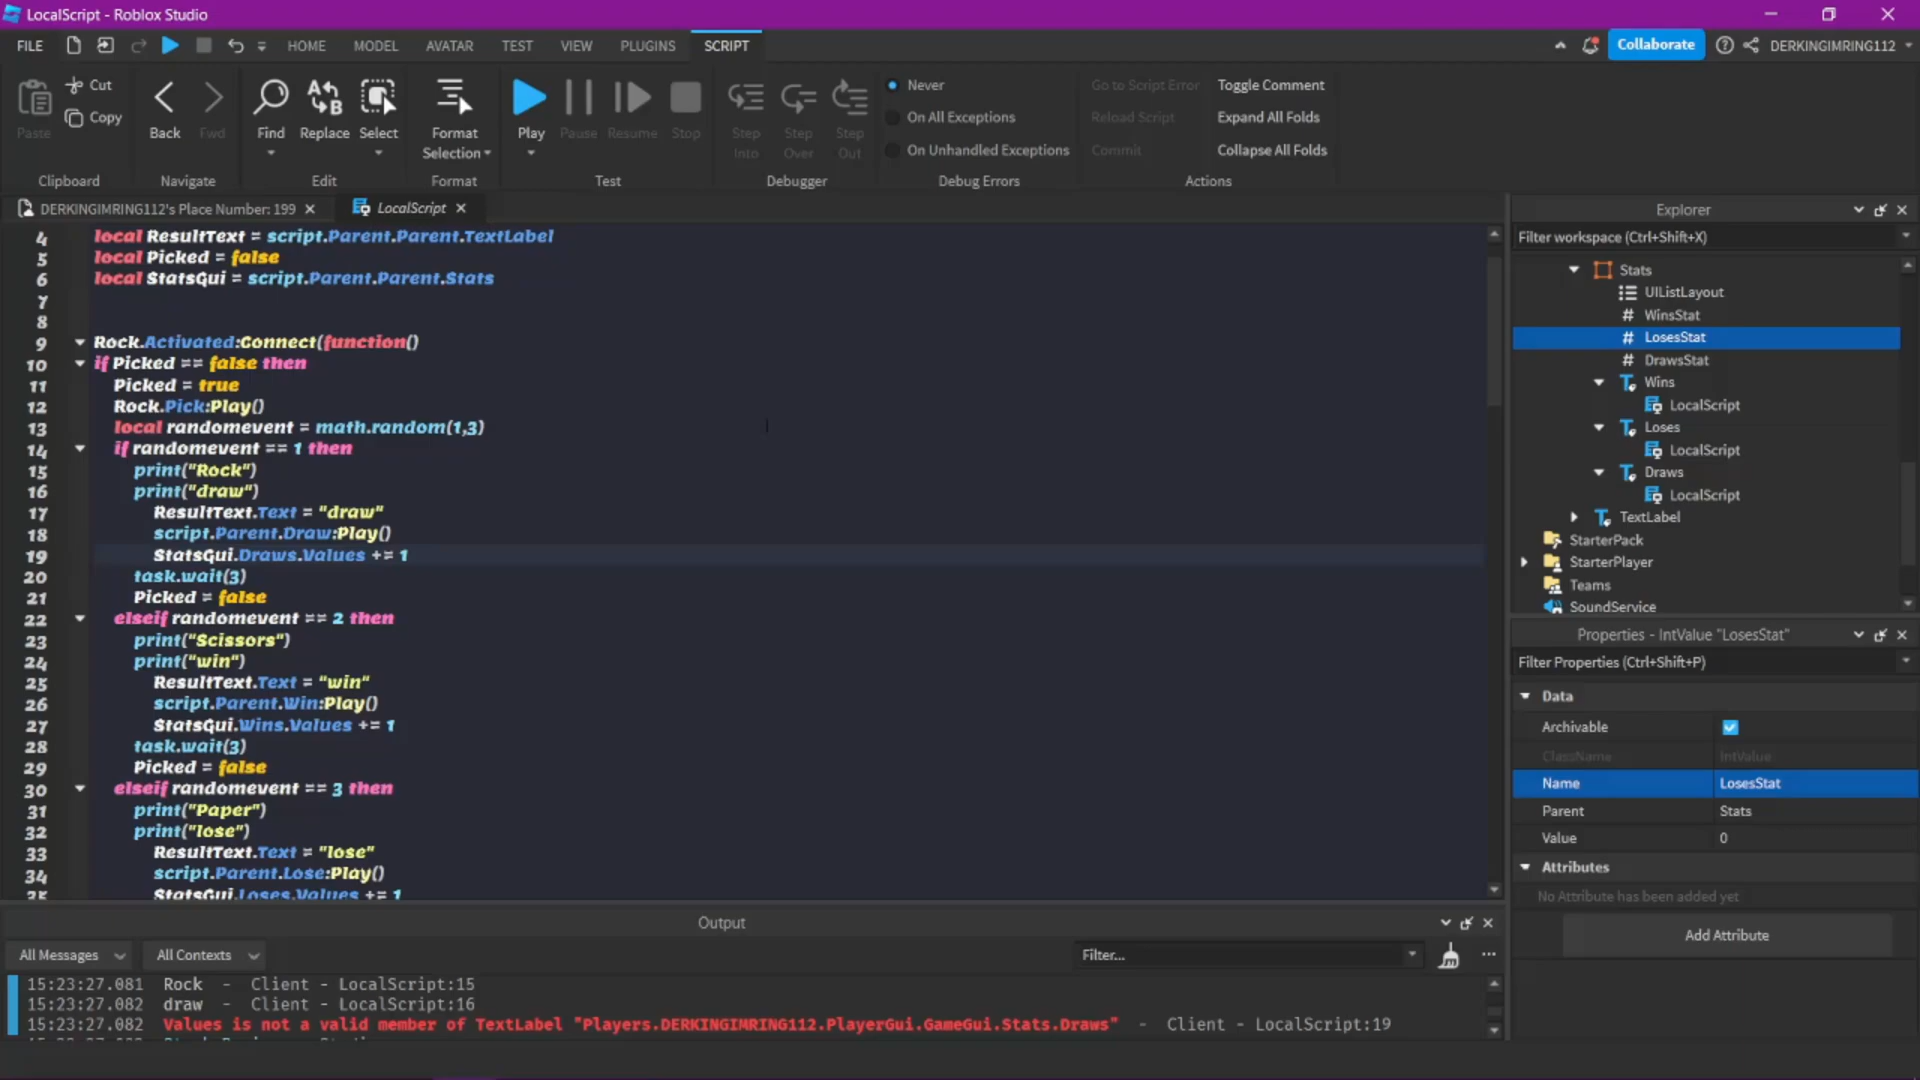 LocalScript - Roblox Studio
FILE
HOME
MODEL
AVATAR
TEST
VIEW
PLUGINS
SCRIPT
Collaborate
DERKINGIMRING112
Paste
Cut
Copy
Clipboard
Back
Fwd
Navigate
Find
Replace
Select
Edit
Format
Selection
Format
Play
Pause
Resume
Stop
Test
Step
Into
Step
Over
Step
Out
Debugger
Never
On All Exceptions
On Unhandled Exceptions
Debug Errors
Go to Script Error
Reload Script
Commit
Toggle Comment
Expand All Folds
Collapse All Folds
Actions
DERKINGIMRING112's Place Number: 199
LocalScript
4 local ResultText = script.Parent.Parent.TextLabel
5 local Picked = false
6 local StatsGui = script.Parent.Parent.Stats
7
8
9 Rock.Activated:Connect(function()
10 if Picked == false then
11 Picked = true
12 Rock.Pick:Play()
13 local randomevent = math.random(1,3)
14 if randomevent == 1 then
15 print("Rock")
16 print("draw")
17 ResultText.Text = "draw"
18 script.Parent.Draw:Play()
19 StatsGui.Draws.Values += 1
20 task.wait(3)
21 Picked = false
22 elseif randomevent == 2 then
23 print("Scissors")
24 print("win")
25 ResultText.Text = "win"
26 script.Parent.Win:Play()
27 StatsGui.Wins.Values += 1
28 task.wait(3)
29 Picked = false
30 elseif randomevent == 3 then
31 print("Paper")
32 print("lose")
33 ResultText.Text = "lose"
34 script.Parent.Lose:Play()
35 StatsGui.Loses.Values += 1
Explorer
Filter workspace (Ctrl+Shift+X)
Stats
UIListLayout
# WinsStat
# LosesStat
# DrawsStat
Wins
LocalScript
Loses
LocalScript
Draws
LocalScript
TextLabel
StarterPack
StarterPlayer
Teams
SoundService
Properties - IntValue "LosesStat"
Filter Properties (Ctrl+Shift+P)
Data
Archivable
ClassName IntValue
Name LosesStat
Parent Stats
Value 0
Attributes
No Attribute has been added yet
Add Attribute
Output
All Messages
All Contexts
Filter...
15:23:27.081 Rock - Client - LocalScript:15
15:23:27.082 draw - Client - LocalScript:16
15:23:27.082 Values is not a valid member of TextLabel "Players.DERKINGIMRING112.PlayerGui.GameGui.Stats.Draws" - Client - LocalScript:19